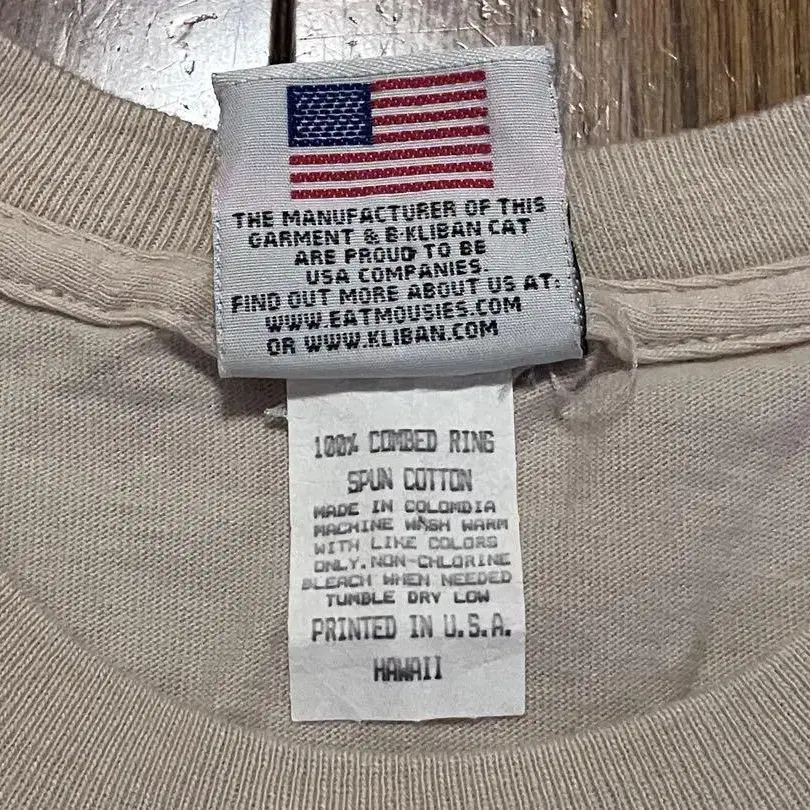 THE MANUFACTURER OF THIS
GARMENT & B·KLIBAN CAT
ARE PROUD TO BE
USA COMPANIES.
FIND OUT MORE ABOUT US AT:
WWW.EATMOUSIES.COM
OR WWW.KLIBAN.COM
100% COMBED RING
SPUN COTTON
MADE IN COLOMBIA
MACHINE WASH WARM
WITH LIKE COLORS
ONLY. NON-CHLORINE
BLEACH WHEN NEEDED
TUMBLE DRY LOW
PRINTED IN U.S.A.
HAWAII